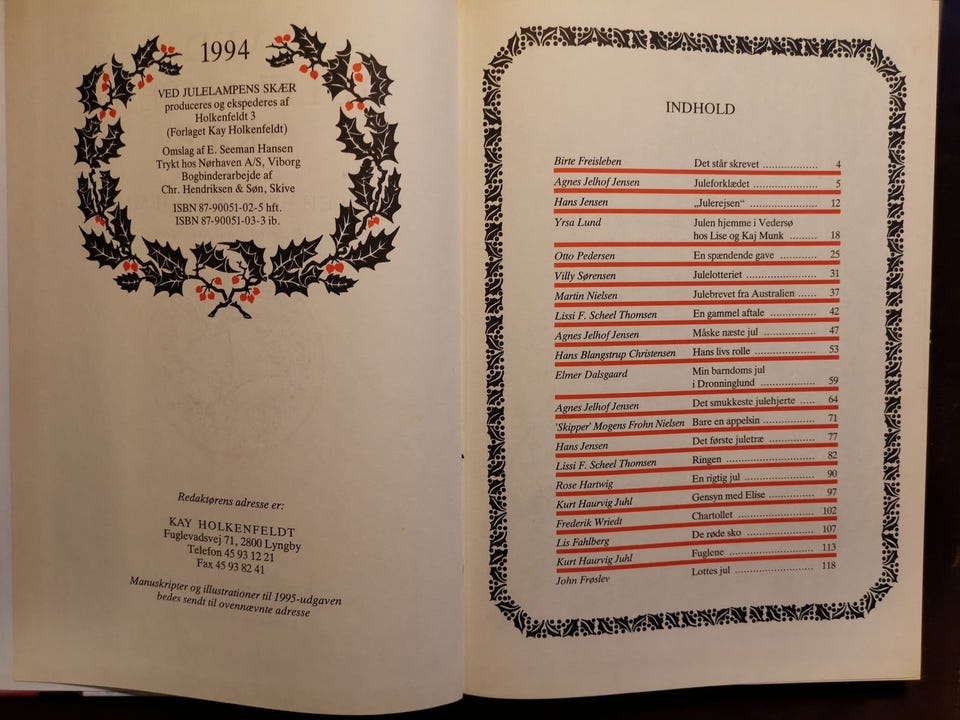 1994
VED JULELAMPENS SKÆR
produceres og ekspederes af
Holkenfeldt 3
(Forlaget Kay Holkenfeldt)
Omslag af E. Seeman Hansen
Trykt hos Nørhaven A/S, Viborg
Bogbinderarbejde af
Chr. Hendriksen & Søn, Skive
ISBN 87-90051-02-5 hft.
ISBN 87-90051-03-3 ib.
Redaktørens adresse er:
KAY HOLKENFELDT
Fuglevadsvej 71, 2800 Lyngby
Telefon 45 93 12 21
Fax 45 93 82 41
Manuskripter og illustrationer til 1995-udgaven
bedes sendt til ovennævnte adresse
INDHOLD
Birte Freisleben Det står skrevet .................. 4
Agnes Jelhof Jensen Juleforklædet ..................... 5
Hans Jensen „Julerejsen“ ...................... 12
Yrsa Lund Julen hjemme i Vedersø
hos Lise og Kaj Munk ......... 18
Otto Pedersen En spændende gave ............ 25
Villy Sørensen Julelotteriet ....................... 31
Martin Nielsen Julebrevet fra Australien ...... 37
Lissi F. Scheel Thomsen En gammel aftale ............... 42
Agnes Jelhof Jensen Måske næste jul .................. 47
Hans Blangstrup Christensen Hans livs rolle .................... 53
Elmer Dalsgaard Min barndoms jul
i Dronninglund .................. 59
Agnes Jelhof Jensen Det smukkeste julehjerte ..... 64
'Skipper' Mogens Frohn Nielsen Bare en appelsin ................ 71
Hans Jensen Det første juletræ ................ 77
Lissi F. Scheel Thomsen Ringen ............................. 82
Rose Hartwig En rigtig jul ........................ 90
Kurt Haurvig Juhl Gensyn med Elise ............... 97
Frederik Wriedt Chartollet ......................... 102
Lis Fahlberg De røde sko ...................... 107
Kurt Haurvig Juhl Fuglene ............................ 113
John Frøslev Lottes jul .......................... 118